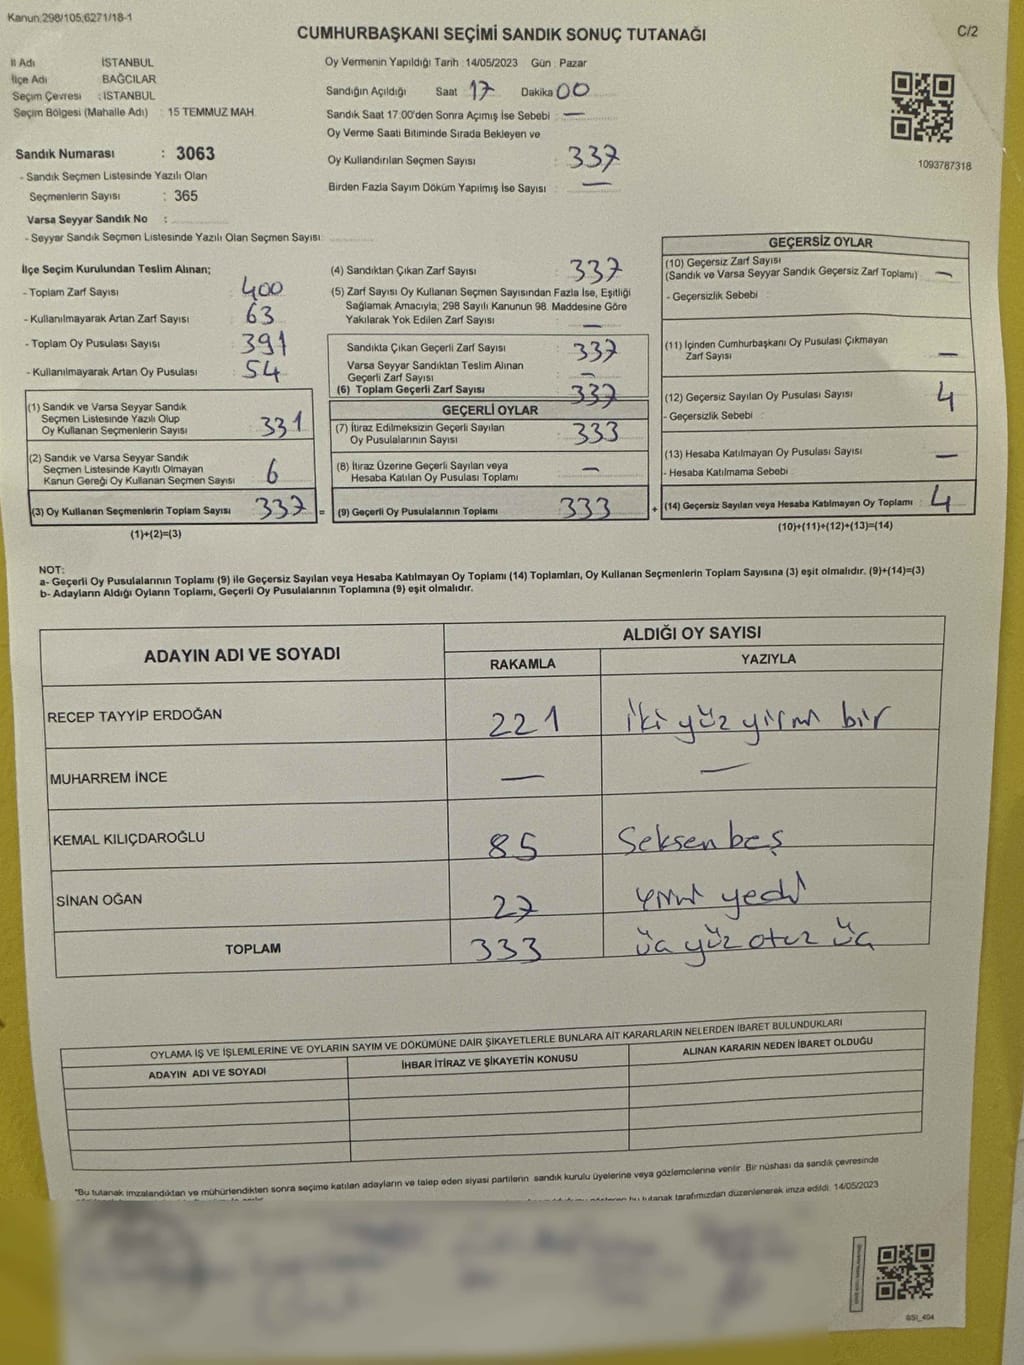 Kanun:298/105,6271/18-1
CUMHURBAŞKANI SEÇİMİ SANDIK SONUÇ TUTANAĞI
C/2
İl Adı : İSTANBUL
İlçe Adı : BAĞCILAR
Seçim Çevresi : İSTANBUL
Seçim Bölgesi (Mahalle Adı) : 15 TEMMUZ MAH.
Sandık Numarası : 3063
- Sandık Seçmen Listesinde Yazılı Olan
Seçmenlerin Sayısı : 365
Varsa Seyyar Sandık No :
- Seyyar Sandık Seçmen Listesinde Yazılı Olan Seçmen Sayısı:
Oy Vermenin Yapıldığı Tarih : 14/05/2023 Gün : Pazar
Sandığın Açıldığı Saat 17 Dakika 00
Sandık Saat 17.00'den Sonra Açımış İse Sebebi : —
Oy Verme Saati Bitiminde Sırada Bekleyen ve
Oy Kullandırılan Seçmen Sayısı : 337
Birden Fazla Sayım Döküm Yapılmış İse Sayısı : —
1093787318
İlçe Seçim Kurulundan Teslim Alınan;
- Toplam Zarf Sayısı : 400
- Kullanılmayarak Artan Zarf Sayısı : 63
- Toplam Oy Pusulası Sayısı : 391
- Kullanılmayarak Artan Oy Pusulası : 54
(1) Sandık ve Varsa Seyyar Sandık
Seçmen Listesinde Yazılı Olup
Oy Kullanan Seçmenlerin Sayısı : 331
(2) Sandık ve Varsa Seyyar Sandık
Seçmen Listesinde Kayıtlı Olmayan
Kanun Gereği Oy Kullanan Seçmen Sayısı : 6
(3) Oy Kullanan Seçmenlerin Toplam Sayısı : 337 =
(1)+(2)=(3)
(4) Sandıktan Çıkan Zarf Sayısı : 337
(5) Zarf Sayısı Oy Kullanan Seçmen Sayısından Fazla İse, Eşitliği
Sağlamak Amacıyla; 298 Sayılı Kanunun 98. Maddesine Göre
Yakılarak Yok Edilen Zarf Sayısı : —
Sandıkta Çıkan Geçerli Zarf Sayısı : 337
Varsa Seyyar Sandıktan Teslim Alınan
Geçerli Zarf Sayısı : —
(6) Toplam Geçerli Zarf Sayısı : 337
GEÇERLİ OYLAR
(7) İtiraz Edilmeksizin Geçerli Sayılan
Oy Pusulalarının Sayısı : 333
(8) İtiraz Üzerine Geçerli Sayılan veya
Hesaba Katılan Oy Pusulası Toplamı : —
(9) Geçerli Oy Pusulalarının Toplamı : 333 +
GEÇERSİZ OYLAR
(10) Geçersiz Zarf Sayısı
(Sandık ve Varsa Seyyar Sandık Geçersiz Zarf Toplamı) : —
- Geçersizlik Sebebi :
(11) İçinden Cumhurbaşkanı Oy Pusulası Çıkmayan
Zarf Sayısı : —
(12) Geçersiz Sayılan Oy Pusulası Sayısı : 4
- Geçersizlik Sebebi :
(13) Hesaba Katılmayan Oy Pusulası Sayısı : —
- Hesaba Katılmama Sebebi :
(14) Geçersiz Sayılan veya Hesaba Katılmayan Oy Toplamı : 4
(10)+(11)+(12)+(13)=(14)
NOT:
a- Geçerli Oy Pusulalarının Toplamı (9) ile Geçersiz Sayılan veya Hesaba Katılmayan Oy Toplamı (14) Toplamları, Oy Kullanan Seçmenlerin Toplam Sayısına (3) eşit olmalıdır. (9)+(14)=(3)
b- Adayların Aldığı Oyların Toplamı, Geçerli Oy Pusulalarının Toplamına (9) eşit olmalıdır.
ADAYIN ADI VE SOYADI
ALDIĞI OY SAYISI
RAKAMLA YAZIYLA
RECEP TAYYİP ERDOĞAN 221 iki yüz yirmi bir
MUHARREM İNCE — —
KEMAL KILIÇDAROĞLU 85 Seksen beş
SİNAN OĞAN 27 yirmi yedi
TOPLAM 333 üç yüz otuz üç
OYLAMA İŞ VE İŞLEMLERİNE VE OYLARIN SAYIM VE DÖKÜMÜNE DAİR ŞİKAYETLERLE BUNLARA AİT KARARLARIN NELERDEN İBARET BULUNDUKLARI
ADAYIN ADI VE SOYADI İHBAR İTİRAZ VE ŞİKAYETİN KONUSU ALINAN KARARIN NEDEN İBARET OLDUĞU
*Bu tutanak imzalandıktan ve mühürlendikten sonra seçime katılan adayların ve talep eden siyasi partilerin sandık kurulu üyelerine veya gözlemcilerine verilir. Bir nüshası da sandık çevresinde
bu tutanak tarafımızdan düzenlenerek imza edildi. 14/05/2023